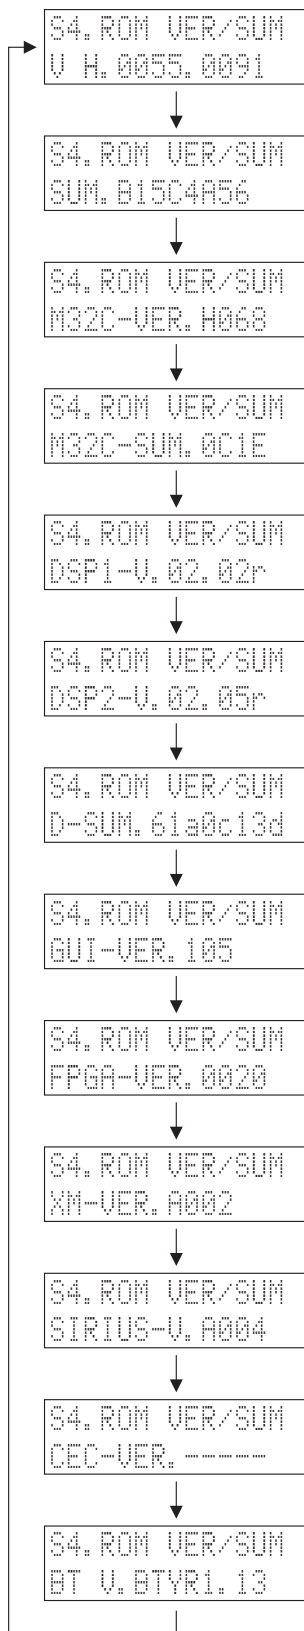 S4.ROM VER/SUM
V H.0055.0091
S4.ROM VER/SUM
SUM.B15C4A56
S4.ROM VER/SUM
M32C-VER.H068
S4.ROM VER/SUM
M32C-SUM.0C1E
S4.ROM VER/SUM
DSP1-V.02.02r
S4.ROM VER/SUM
DSP2-V.02.05r
S4.ROM VER/SUM
D-SUM.61a0c13d
S4.ROM VER/SUM
GUI-VER.105
S4.ROM VER/SUM
FPGA-VER.0020
S4.ROM VER/SUM
XM-VER.A002
S4.ROM VER/SUM
SIRIUS-V.A004
S4.ROM VER/SUM
CEC-VER.-----
S4.ROM VER/SUM
BT V.BTYR1.13